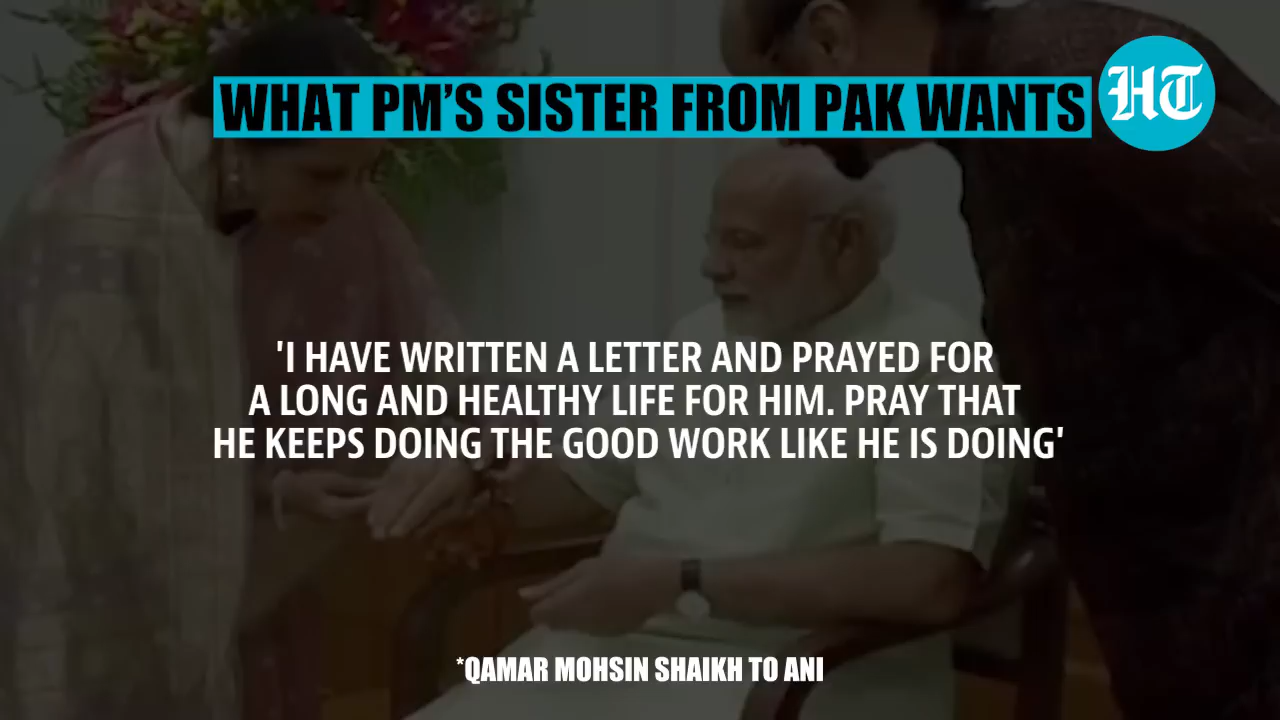 WHAT PM'S SISTER FROM PAK WANTS
HT
'I HAVE WRITTEN A LETTER AND PRAYED FOR
A LONG AND HEALTHY LIFE FOR HIM. PRAY THAT
HE KEEPS DOING THE GOOD WORK LIKE HE IS DOING'
*QAMAR MOHSIN SHAIKH TO ANI